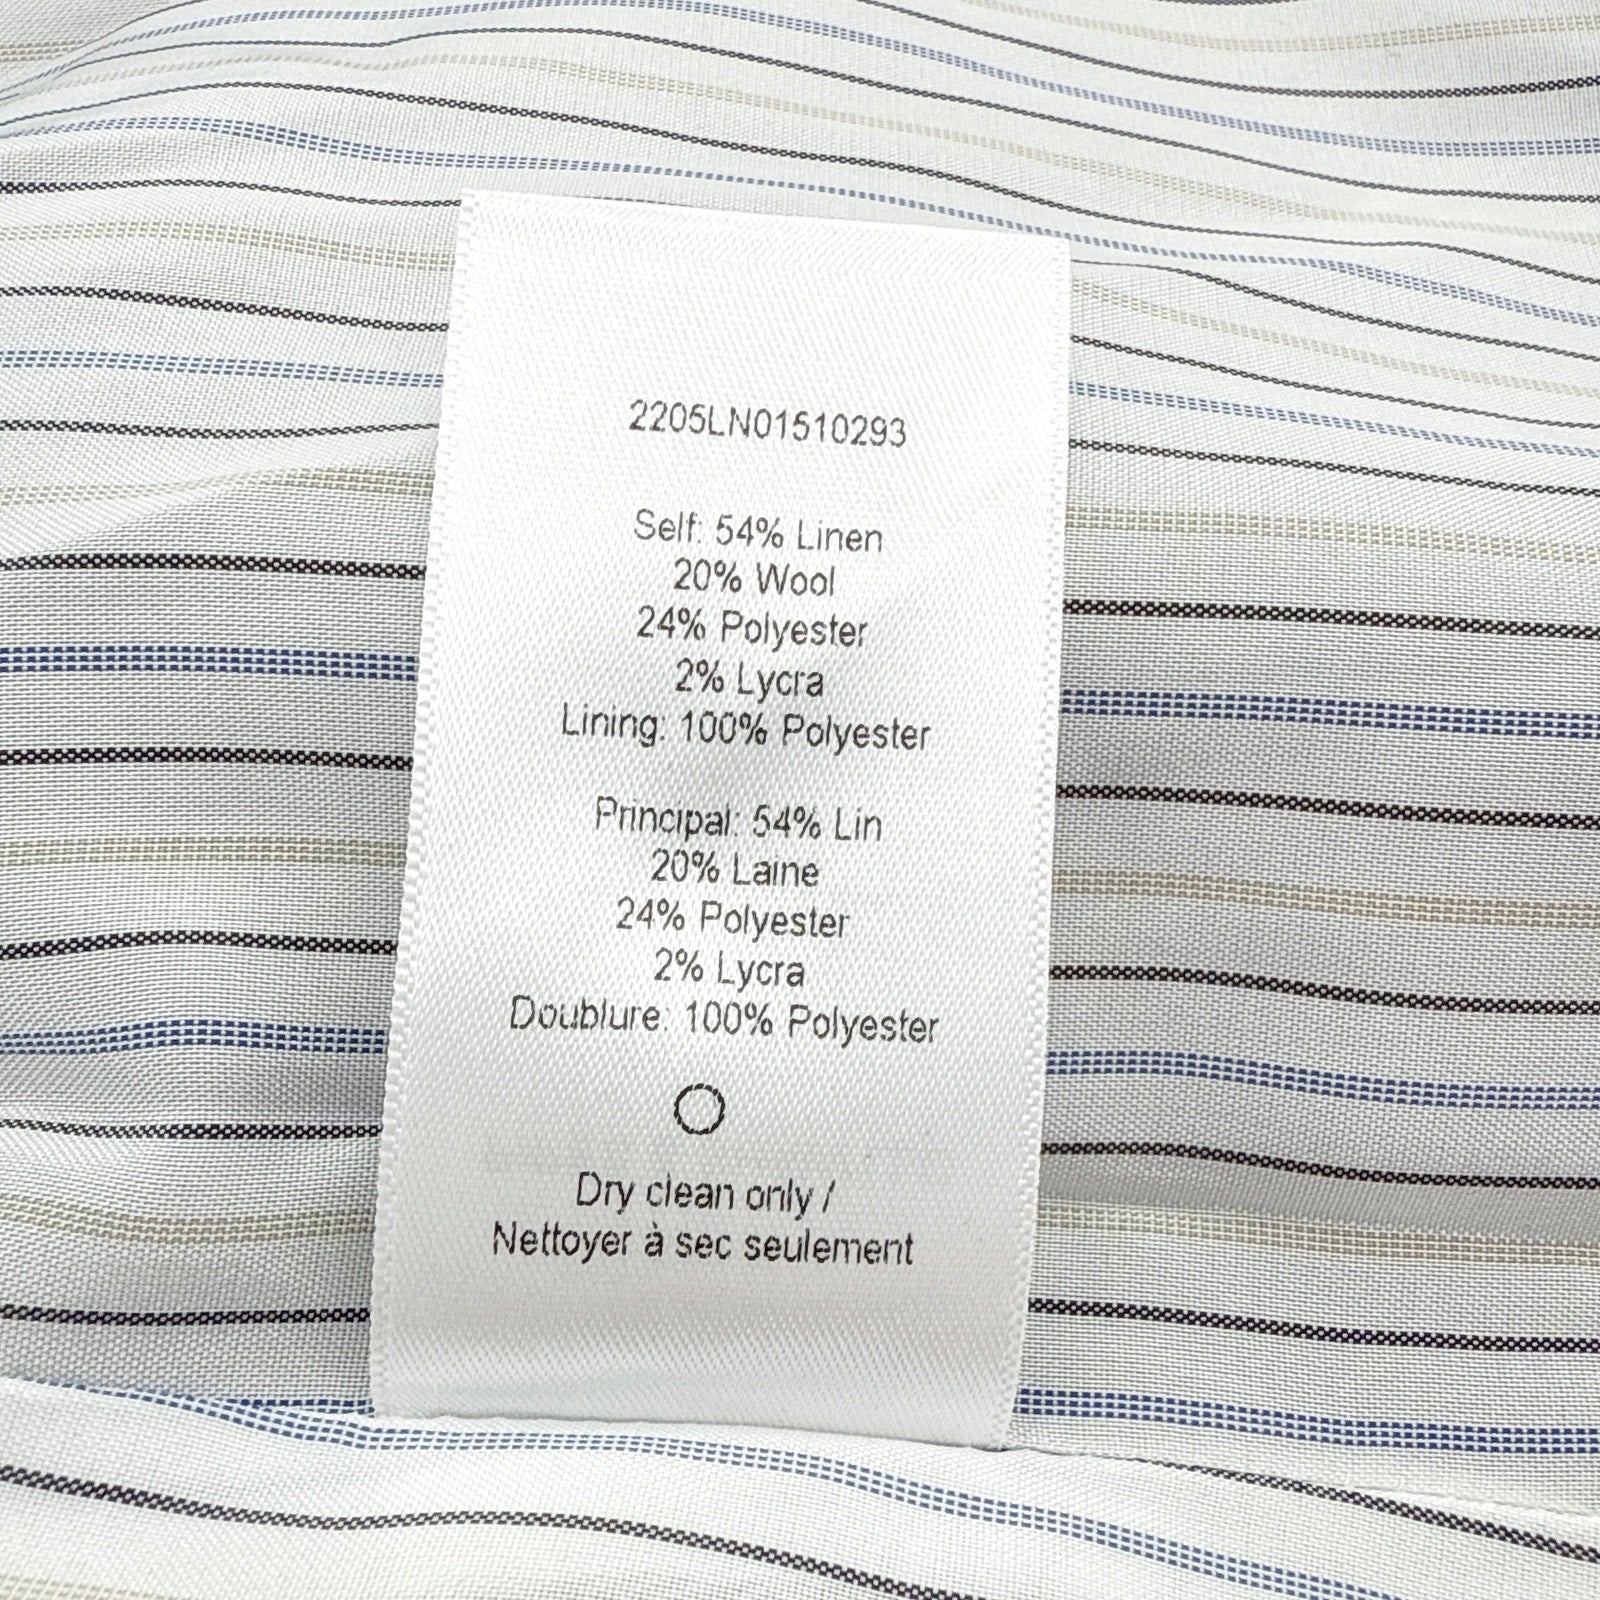 2205LN01510293
Self: 54% Linen
20% Wool
24% Polyester
2% Lycra
Lining: 100% Polyester
Principal: 54% Lin
20% Laine
24% Polyester
2% Lycra
Doublure: 100% Polyester
Dry clean only /
Nettoyer à sec seulement